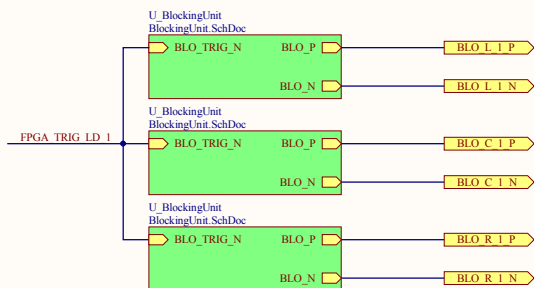 U_BlockingUnit
BlockingUnit.SchDoc
BLO_TRIG_N BLO_P BLO_L_1_P
BLO_N BLO_L_1_N
U_BlockingUnit
BlockingUnit.SchDoc
FPGA_TRIG_LD_1 BLO_TRIG_N BLO_P BLO_C_1_P
BLO_N BLO_C_1_N
U_BlockingUnit
BlockingUnit.SchDoc
BLO_TRIG_N BLO_P BLO_R_1_P
BLO_N BLO_R_1_N